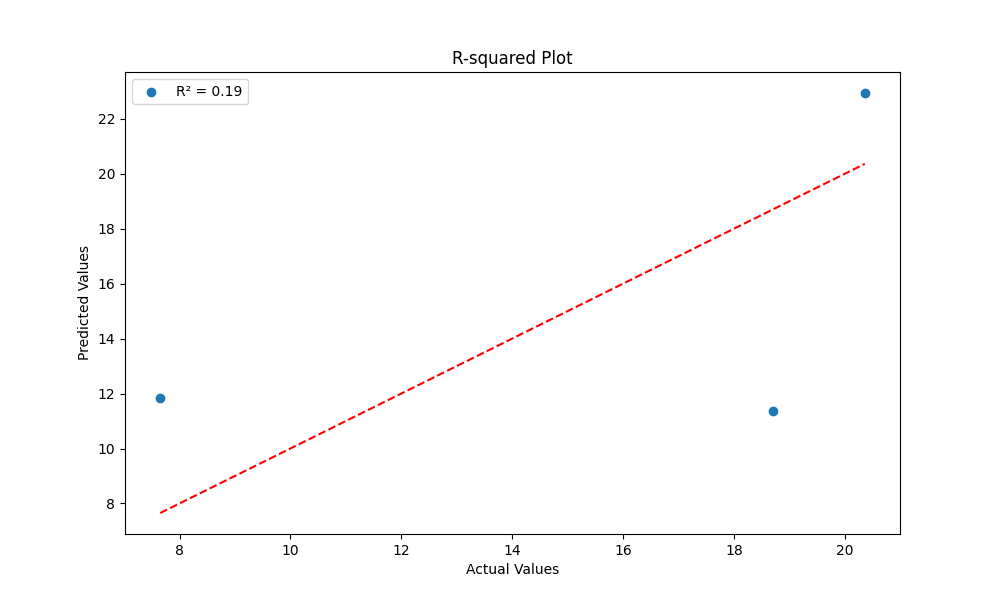 R-squared Plot
R² = 0.19
22
20
18
16
14
12
10
8
Predicted Values
8 10 12 14 16 18 20
Actual Values